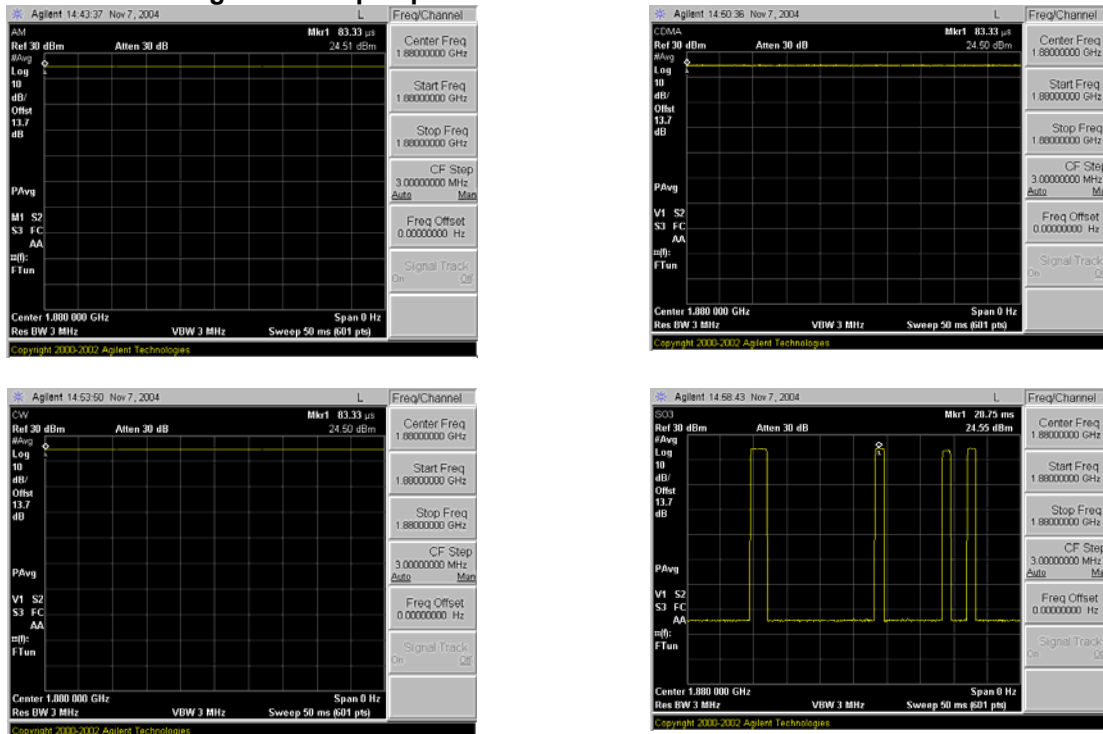 Agilent 14:43:37 Nov 7, 2004 L Freq/Channel
AM Mkr1 83.33 µs
Ref 30 dBm Atten 30 dB 24.51 dBm
#Avg
Log
10
dB/
Offst
13.7
dB
PAvg
M1 S2
S3 FC
AA
¤(f):
FTun
Center 1.880 000 GHz Span 0 Hz
Res BW 3 MHz VBW 3 MHz Sweep 50 ms (601 pts)
Copyright 2000-2002 Agilent Technologies
Center Freq
1.88000000 GHz
Start Freq
1.88000000 GHz
Stop Freq
1.88000000 GHz
CF Step
3.00000000 MHz
Auto Man
Freq Offset
0.00000000 Hz
Signal Track
On Off
Agilent 14:50:36 Nov 7, 2004 L Freq/Channel
CDMA Mkr1 83.33 µs
Ref 30 dBm Atten 30 dB 24.50 dBm
#Avg
Log
10
dB/
Offst
13.7
dB
PAvg
V1 S2
S3 FC
AA
¤(f):
FTun
Center 1.880 000 GHz Span 0 Hz
Res BW 3 MHz VBW 3 MHz Sweep 50 ms (601 pts)
Copyright 2000-2002 Agilent Technologies
Center Freq
1.88000000 GHz
Start Freq
1.88000000 GHz
Stop Freq
1.88000000 GHz
CF Step
3.00000000 MHz
Auto
Freq Offset
0.00000000 Hz
Signal Track
On
Agilent 14:53:50 Nov 7, 2004 L Freq/Channel
CW Mkr1 83.33 µs
Ref 30 dBm Atten 30 dB 24.50 dBm
#Avg
Log
10
dB/
Offst
13.7
dB
PAvg
V1 S2
S3 FC
AA
¤(f):
FTun
Center 1.880 000 GHz Span 0 Hz
Res BW 3 MHz VBW 3 MHz Sweep 50 ms (601 pts)
Copyright 2000-2002 Agilent Technologies
Center Freq
1.88000000 GHz
Start Freq
1.88000000 GHz
Stop Freq
1.88000000 GHz
CF Step
3.00000000 MHz
Auto Man
Freq Offset
0.00000000 Hz
Signal Track
On Off
Agilent 14:58:43 Nov 7, 2004 L Freq/Channel
SO3 Mkr1 28.75 ms
Ref 30 dBm Atten 30 dB 24.55 dBm
#Avg
Log
10
dB/
Offst
13.7
dB
PAvg
V1 S2
S3 FC
AA
¤(f):
FTun
Center 1.880 000 GHz Span 0 Hz
Res BW 3 MHz VBW 3 MHz Sweep 50 ms (601 pts)
Copyright 2000-2002 Agilent Technologies
Center Freq
1.88000000 GHz
Start Freq
1.88000000 GHz
Stop Freq
1.88000000 GHz
CF Step
3.00000000 MHz
Auto
Freq Offset
0.00000000 Hz
Signal Track
On